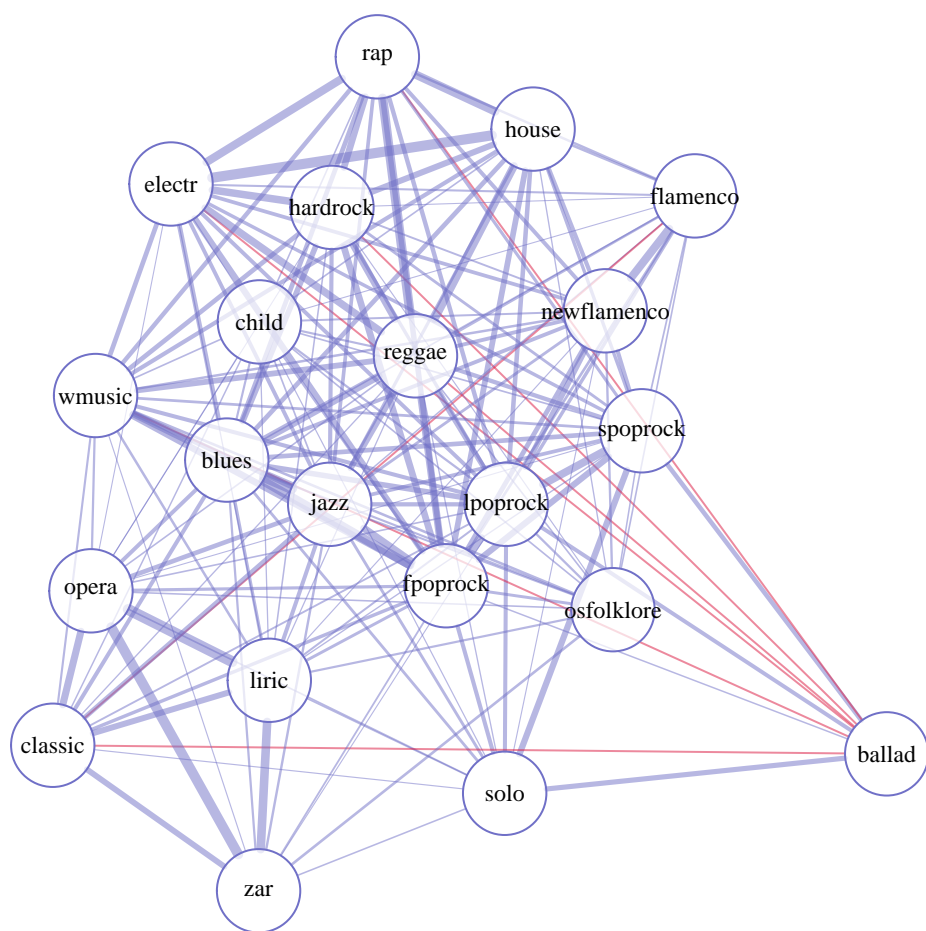 rap
house
electr
hardrock
flamenco
child
newflamenco
reggae
wmusic
spoprock
blues
jazz
lpoprock
opera
fpoprock
osfolklore
liric
classic
ballad
solo
zar